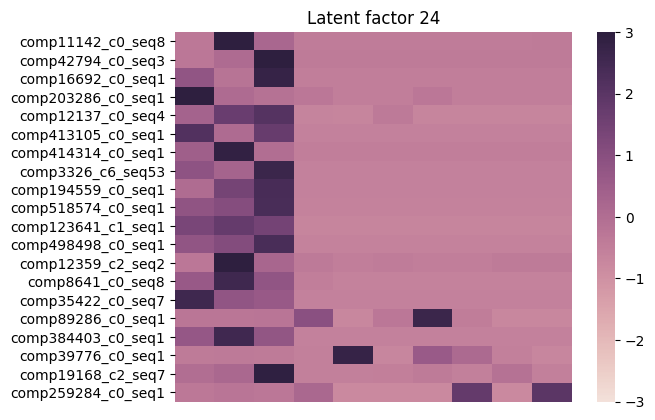 Latent factor 24
comp11142_c0_seq8
comp42794_c0_seq3
comp16692_c0_seq1
comp203286_c0_seq1
comp12137_c0_seq4
comp413105_c0_seq1
comp414314_c0_seq1
comp3326_c6_seq53
comp194559_c0_seq1
comp518574_c0_seq1
comp123641_c1_seq1
comp498498_c0_seq1
comp12359_c2_seq2
comp8641_c0_seq8
comp35422_c0_seq7
comp89286_c0_seq1
comp384403_c0_seq1
comp39776_c0_seq1
comp19168_c2_seq7
comp259284_c0_seq1
3
2
1
0
−1
−2
−3